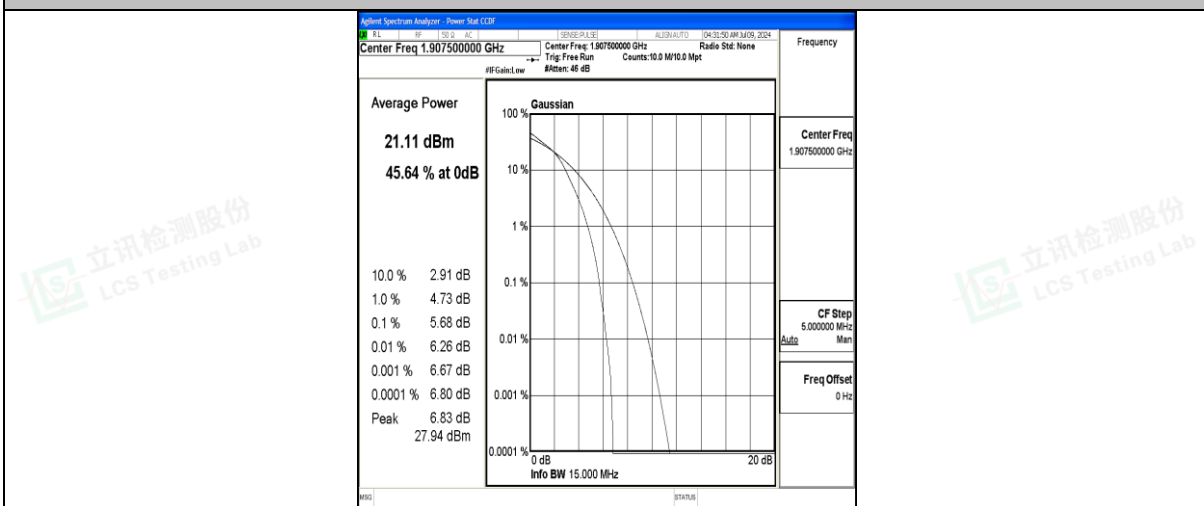 Agilent Spectrum Analyzer - Power Stat CCDF
RL RF 50 Ω AC SENSE:PULSE ALIGN AUTO 04:31:50 AM Jul 09, 2024
Center Freq 1.907500000 GHz
Center Freq: 1.907500000 GHz Radio Std: None
Trig: Free Run Counts:10.0 M/10.0 Mpt
#IFGain:Low #Atten: 46 dB
Frequency
Average Power
21.11 dBm
45.64 % at 0dB
10.0 % 2.91 dB
1.0 % 4.73 dB
0.1 % 5.68 dB
0.01 % 6.26 dB
0.001 % 6.67 dB
0.0001 % 6.80 dB
Peak 6.83 dB
27.94 dBm
Gaussian
100 %
10 %
1 %
0.1 %
0.01 %
0.001 %
0.0001 %
0 dB 20 dB
Info BW 15.000 MHz
Center Freq
1.907500000 GHz
CF Step
5.000000 MHz
Auto Man
Freq Offset
0 Hz
MSG STATUS
立讯检测股份
LCS Testing Lab
立讯检测股份
LCS Testing Lab